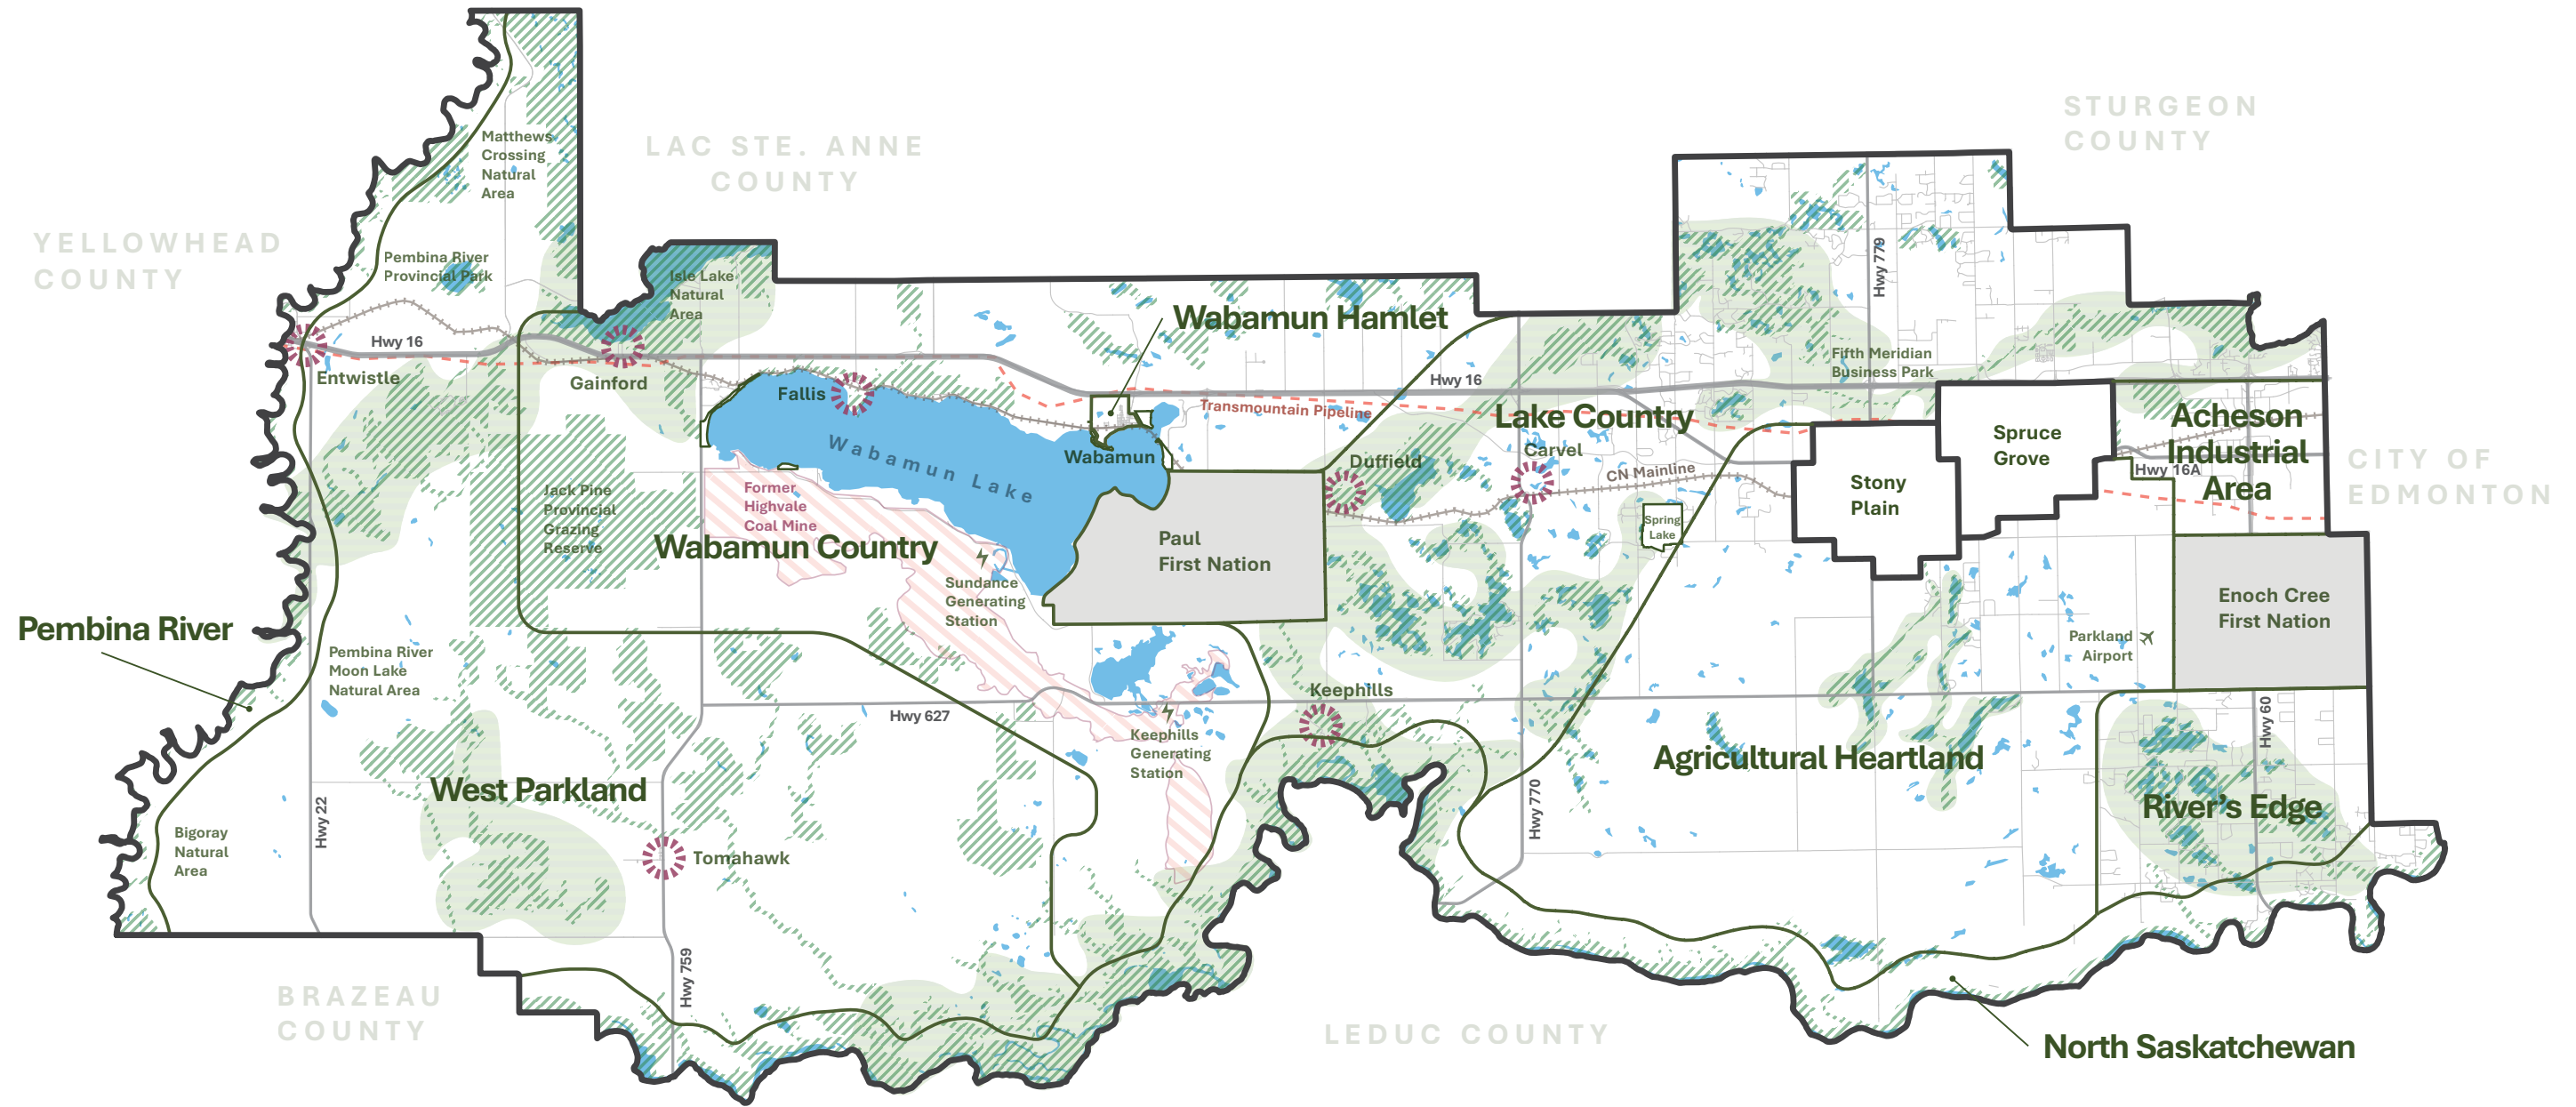 STURGEON
COUNTY
LAC STE. ANNE
COUNTY
YELLOWHEAD
COUNTY
Matthews
Crossing
Natural
Area
Pembina River
Provincial Park
Isle Lake
Natural
Area
Hwy 779
Wabamun Hamlet
Hwy 16
Entwistle
Gainford
Fallis
Hwy 16
Transmountain Pipeline
Fifth Meridian
Business Park
Lake Country
Acheson
Industrial
Area
Spruce
Grove
Wabamun Lake
Wabamun
Duffield
Carvel
CN Mainline
Hwy 16A
CITY OF
EDMONTON
Stony
Plain
Jack Pine
Provincial
Grazing
Reserve
Former
Highvale
Coal Mine
Wabamun Country
Spring
Lake
Paul
First Nation
Sundance
Generating
Station
Enoch Cree
First Nation
Pembina River
Parkland
Airport
Pembina River
Moon Lake
Natural Area
Keephills
Hwy 627
Keephills
Generating
Station
Hwy 60
Agricultural Heartland
West Parkland
River's Edge
Hwy 22
Hwy 770
Bigoray
Natural
Area
Tomahawk
Hwy 759
BRAZEAU
COUNTY
LEDUC COUNTY
North Saskatchewan